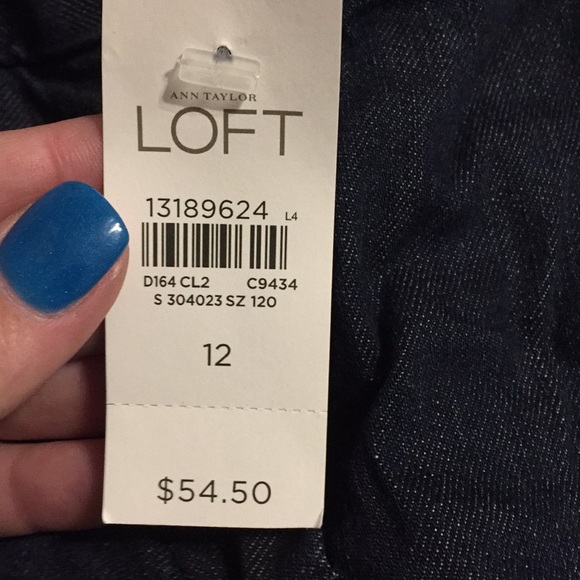 ANN TAYLOR
LOFT
13189624 L4
D164 CL2 C9434
S 304023 SZ 120
12
$54.50